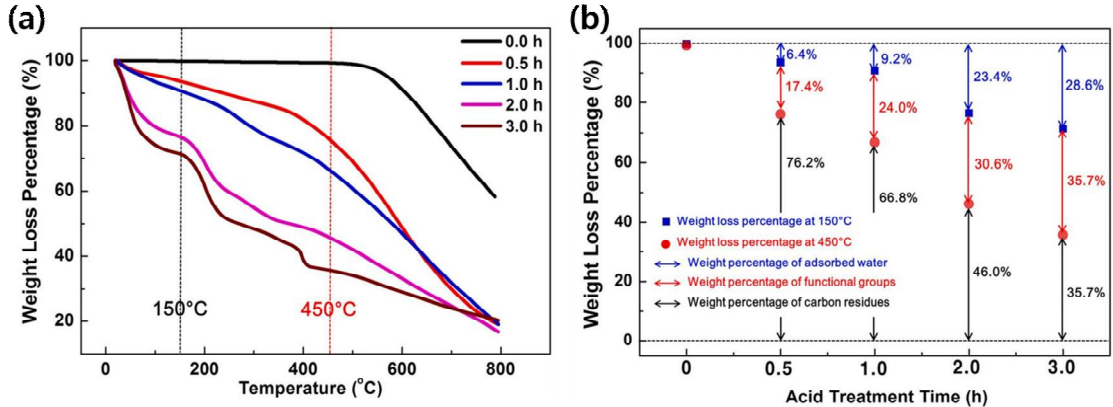 (a)
Weight Loss Percentage (%)
100
80
60
40
20
0.0 h
0.5 h
1.0 h
2.0 h
3.0 h
150°C
450°C
0
200
400
600
800
Temperature (°C)
(b)
Weight Loss Percentage (%)
100
80
60
40
20
0
6.4%
9.2%
23.4%
28.6%
17.4%
24.0%
30.6%
35.7%
76.2%
66.8%
46.0%
35.7%
Weight loss percentage at 150°C
Weight loss percentage at 450°C
Weight percentage of adsorbed water
Weight percentage of functional groups
Weight percentage of carbon residues
0
0.5
1.0
2.0
3.0
Acid Treatment Time (h)